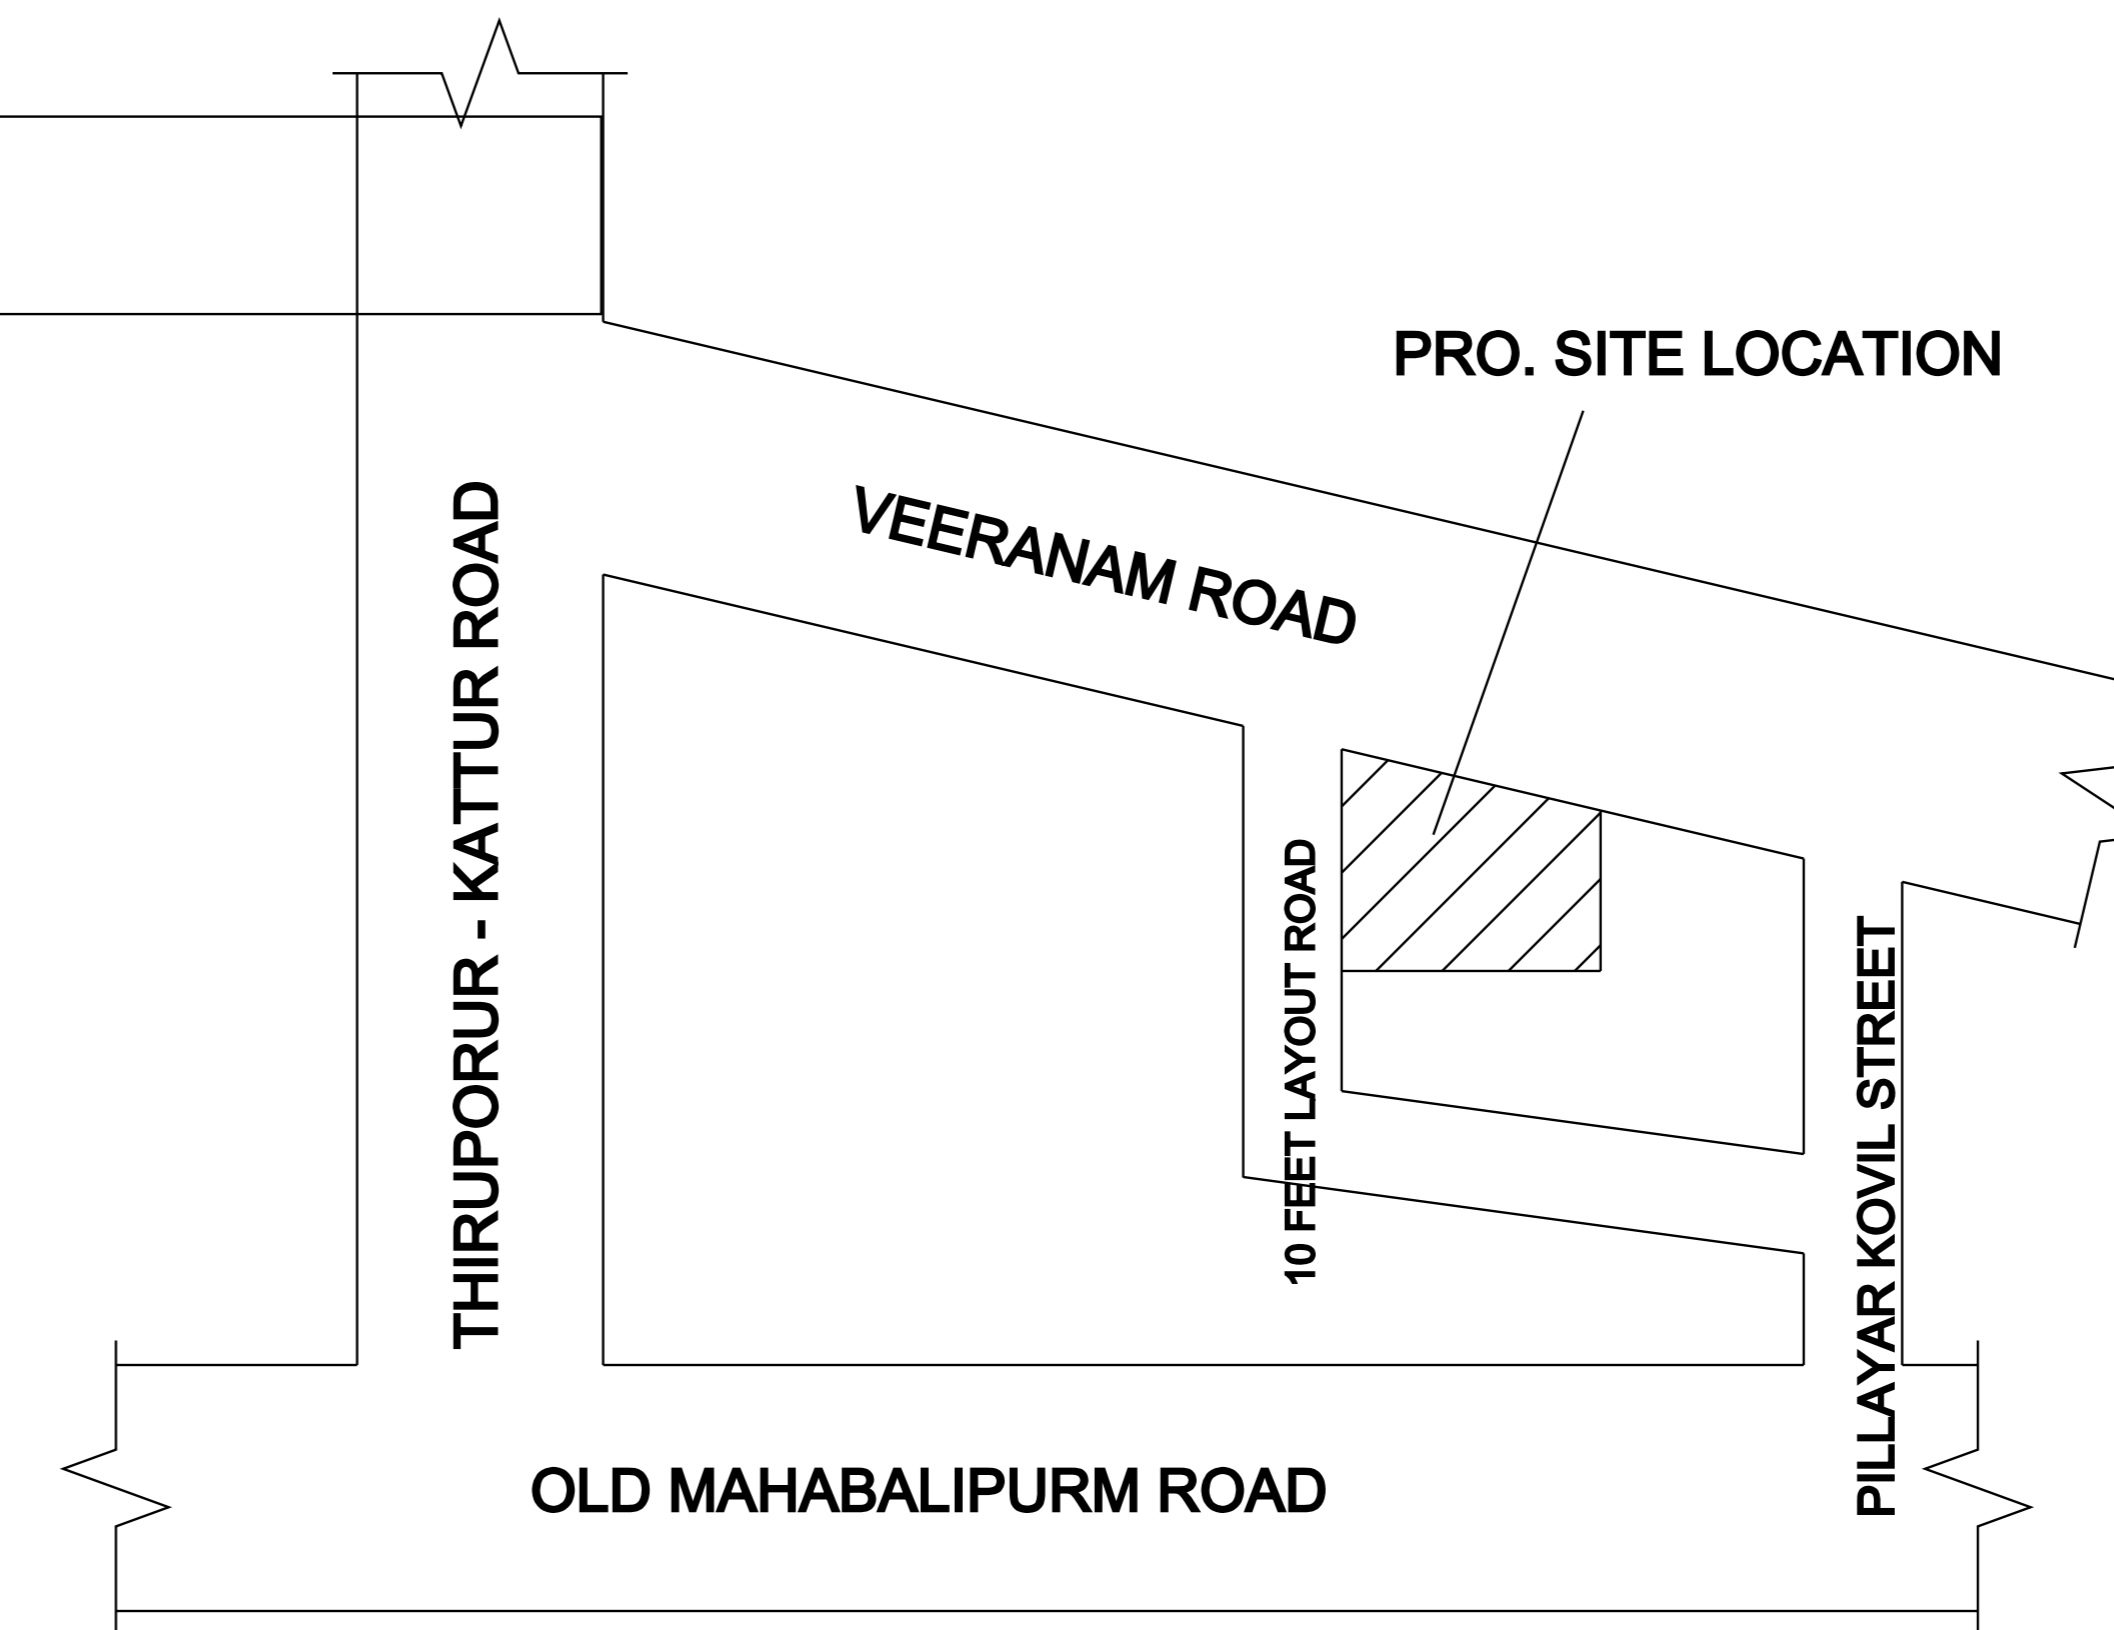 PRO. SITE LOCATION
VEERANAM ROAD
THIRUPORUR - KATTUR ROAD
10 FEET LAYOUT ROAD
PILLAYAR KOVIL STREET
OLD MAHABALIPURM ROAD